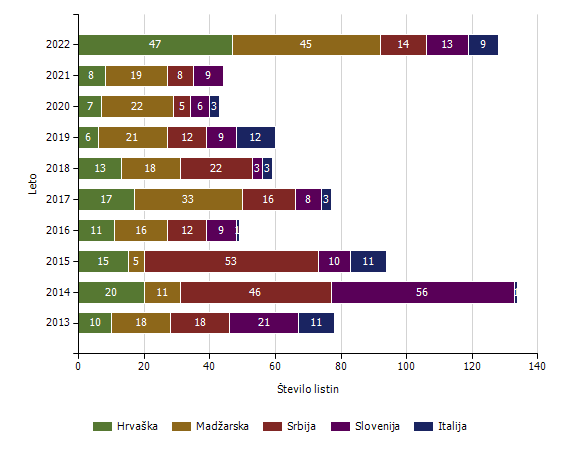 2022 47 45 14 13 9
2021 8 19 8 9
2020 7 22 5 6 3
2019 6 21 12 9 12
2018 13 18 22 3 3
2017 17 33 16 8 3
2016 11 16 12 9 1
2015 15 5 53 10 11
2014 20 11 46 56 1
2013 10 18 18 21 11
Leto
0 20 40 60 80 100 120 140
Število listin
Hrvaška Madžarska Srbija Slovenija Italija